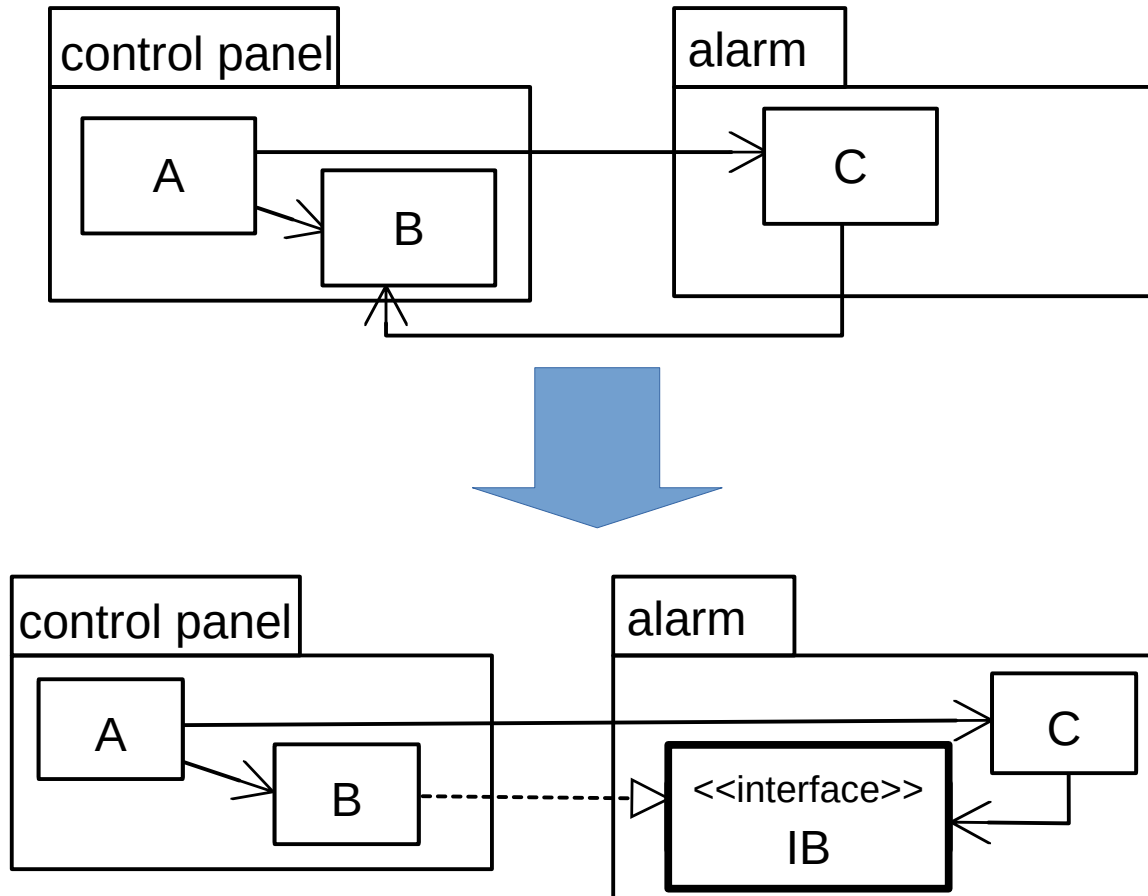 control panel
alarm
A
B
C
control panel
alarm
A
B
C
<<interface>>
IB